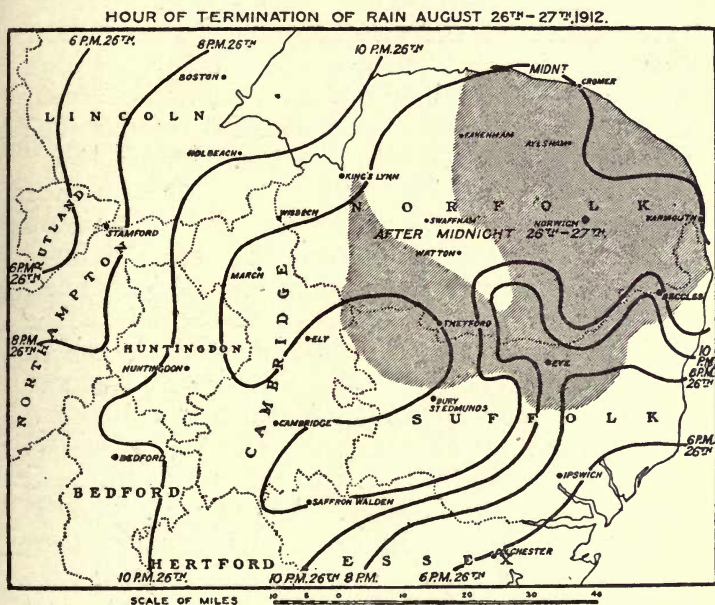 HOUR OF TERMINATION OF RAIN AUGUST 26TH-27TH, 1912.
6 P.M. 26TH
8 P.M. 26TH
10 P.M. 26TH
MIDNT
BOSTON
CROMER
LINCOLN
FAKENHAM
AYLSHAM
HOLBEACH
KING'S LYNN
RUTLAND
NORFOLK
WISBECH
SWAFFHAM
NORWICH
YARMOUTH
STAMFORD
AFTER MIDNIGHT 26TH-27TH
WATTON
6 P.M.
26TH
MARCH
BECCLES
NORTHAMPTON
THETFORD
8 P.M.
26TH
HUNTINGDON
ELY
10
P.M.
EYE
HUNTINGDON
8 P.M.
26TH
CAMBRIDGE
BURY
ST EDMUNDS
SUFFOLK
CAMBRIDGE
6 P.M.
26TH
BEDFORD
IPSWICH
BEDFORD
SAFFRON WALDEN
COLCHESTER
HERTFORD
ESSEX
10 P.M. 26TH
10 P.M. 26TH
8 P.M.
6 P.M. 26TH
SCALE OF MILES
10 5 0 10 20 30 40